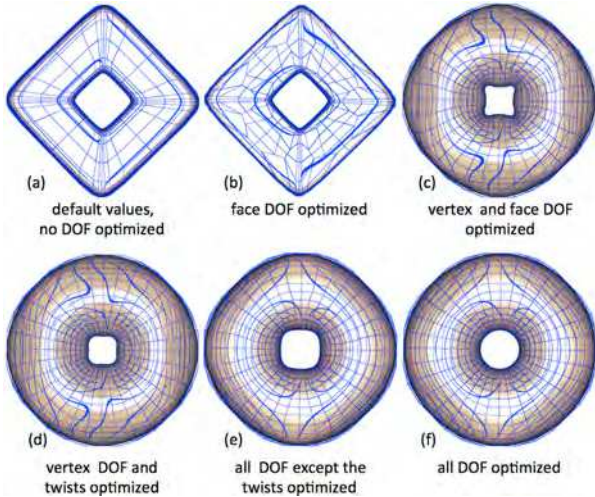 (a)
default values,
no DOF optimized
(b)
face DOF optimized
(c)
vertex and face DOF
optimized
(d)
vertex DOF and
twists optimized
(e)
all DOF except the
twists optimized
(f)
all DOF optimized